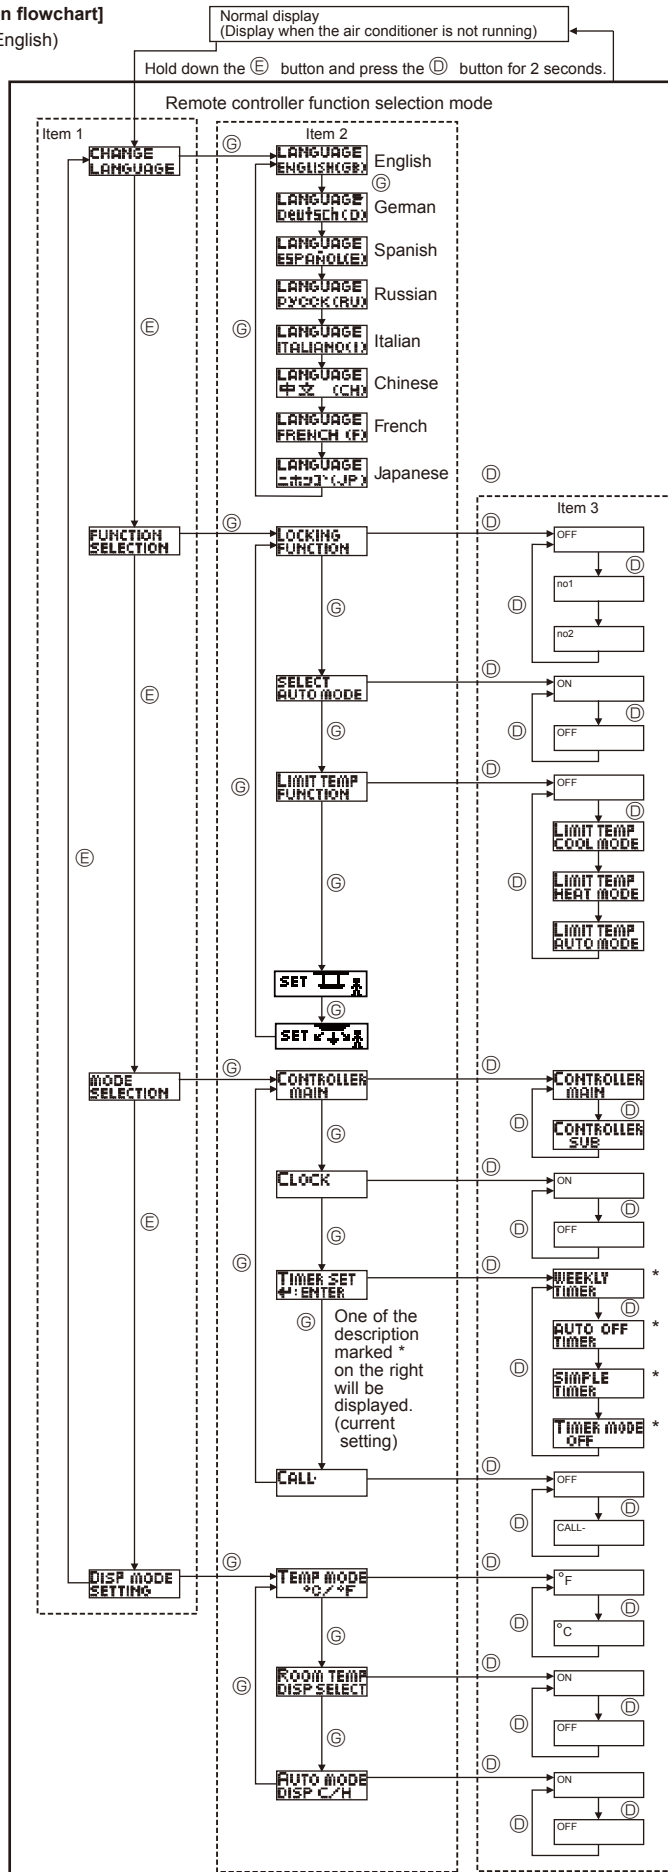 on flowchart]
English)
Normal display
(Display when the air conditioner is not running)
Hold down the Ⓔ button and press the Ⓓ button for 2 seconds.
Remote controller function selection mode
Item 1
CHANGE
LANGUAGE
Ⓔ
FUNCTION
SELECTION
Ⓔ
Ⓔ
MODE
SELECTION
Ⓔ
DISP MODE
SETTING
Item 2
Ⓖ
LANGUAGE
ENGLISH(GB)
English
Ⓖ
LANGUAGE
Deutsch(D)
German
LANGUAGE
ESPAÑOL(E)
Spanish
LANGUAGE
РУССК(RU)
Russian
Ⓖ
LANGUAGE
ITALIANO(I)
Italian
LANGUAGE
中文 (CH)
Chinese
LANGUAGE
FRENCH (F)
French
LANGUAGE
ニホンゴ(JP)
Japanese
Ⓓ
Item 3
Ⓖ
LOCKING
FUNCTION
Ⓓ
OFF
Ⓓ
no1
Ⓓ
no2
Ⓖ
SELECT
AUTO MODE
Ⓓ
ON
Ⓓ
OFF
Ⓓ
Ⓖ
Ⓖ
LIMIT TEMP
FUNCTION
Ⓓ
OFF
Ⓓ
LIMIT TEMP
COOL MODE
LIMIT TEMP
HEAT MODE
Ⓓ
LIMIT TEMP
AUTO MODE
Ⓖ
SET
Ⓖ
SET
Ⓖ
CONTROLLER
MAIN
Ⓓ
CONTROLLER
MAIN
Ⓓ
CONTROLLER
SUB
Ⓓ
Ⓖ
CLOCK
Ⓓ
ON
Ⓓ
OFF
Ⓓ
Ⓖ
Ⓖ
TIMER SET
↵:ENTER
Ⓖ
One of the
description
marked *
on the right
will be
displayed.
(current
setting)
Ⓓ
WEEKLY
TIMER
*
Ⓓ
AUTO OFF
TIMER
*
SIMPLE
TIMER
*
Ⓓ
TIMER MODE
OFF
*
CALL-
Ⓓ
OFF
Ⓓ
CALL-
Ⓓ
Ⓖ
TEMP MODE
°C/°F
Ⓓ
°F
Ⓓ
°C
Ⓓ
Ⓖ
ROOM TEMP
DISP SELECT
Ⓓ
ON
Ⓓ
OFF
Ⓓ
Ⓖ
Ⓖ
AUTO MODE
DISP C/H
Ⓓ
ON
Ⓓ
OFF
Ⓓ